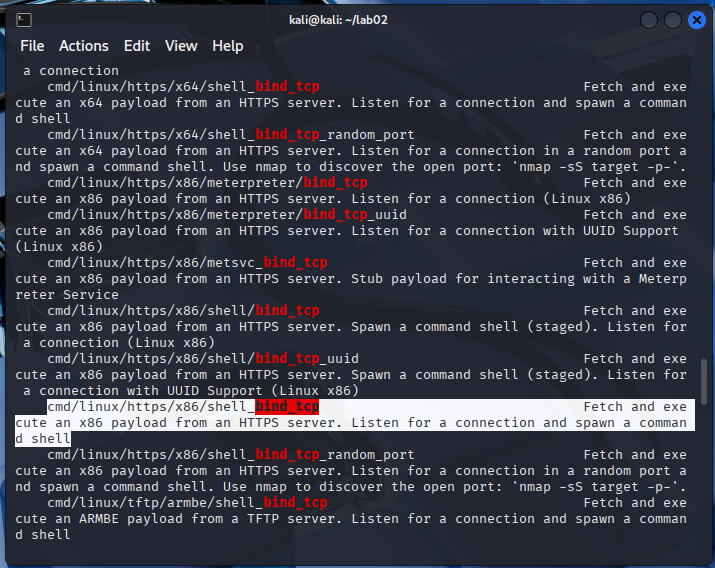 kali@kali: ~/lab02
File Actions Edit View Help
a connection
cmd/linux/https/x64/shell_bind_tcp Fetch and exe
cute an x64 payload from an HTTPS server. Listen for a connection and spawn a comman
d shell
cmd/linux/https/x64/shell_bind_tcp_random_port Fetch and exe
cute an x64 payload from an HTTPS server. Listen for a connection in a random port a
nd spawn a command shell. Use nmap to discover the open port: 'nmap -sS target -p-'.
cmd/linux/https/x86/meterpreter/bind_tcp Fetch and exe
cute an x86 payload from an HTTPS server. Listen for a connection (Linux x86)
cmd/linux/https/x86/meterpreter/bind_tcp_uuid Fetch and exe
cute an x86 payload from an HTTPS server. Listen for a connection with UUID Support
(Linux x86)
cmd/linux/https/x86/metsvc_bind_tcp Fetch and exe
cute an x86 payload from an HTTPS server. Stub payload for interacting with a Meterp
reter Service
cmd/linux/https/x86/shell/bind_tcp Fetch and exe
cute an x86 payload from an HTTPS server. Spawn a command shell (staged). Listen for
a connection (Linux x86)
cmd/linux/https/x86/shell/bind_tcp_uuid Fetch and exe
cute an x86 payload from an HTTPS server. Spawn a command shell (staged). Listen for
a connection with UUID Support (Linux x86)
cmd/linux/https/x86/shell_bind_tcp Fetch and exe
cute an x86 payload from an HTTPS server. Listen for a connection and spawn a comman
d shell
cmd/linux/https/x86/shell_bind_tcp_random_port Fetch and exe
cute an x86 payload from an HTTPS server. Listen for a connection in a random port a
nd spawn a command shell. Use nmap to discover the open port: 'nmap -sS target -p-'.
cmd/linux/tftp/armbe/shell_bind_tcp Fetch and exe
cute an ARMBE payload from a TFTP server. Listen for a connection and spawn a comman
d shell